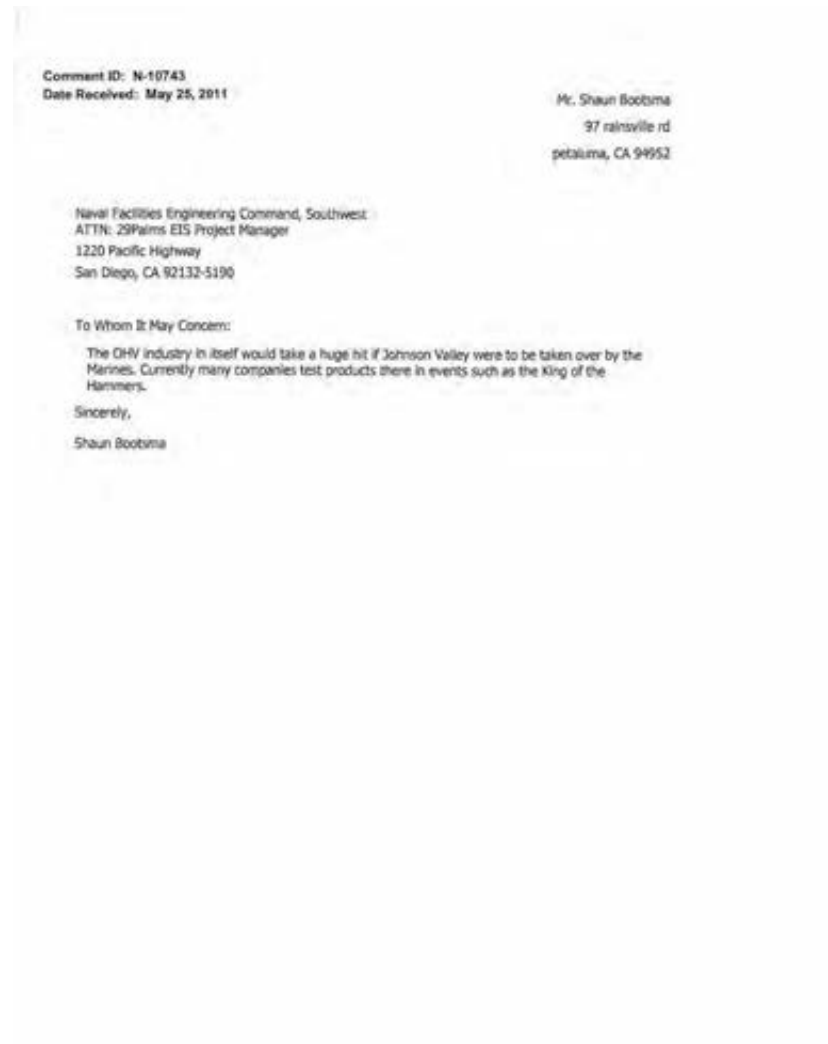 Comment ID: N-10743
Date Received: May 25, 2011
Mr. Shaun Bootsma
97 rainsville rd
petaluma, CA 94952
Naval Facilities Engineering Command, Southwest
ATTN: 29Palms EIS Project Manager
1220 Pacific Highway
San Diego, CA 92132-5190
To Whom It May Concern:
The OHV industry in itself would take a huge hit if Johnson Valley were to be taken over by the
Marines. Currently many companies test products there in events such as the King of the
Hammers.
Sincerely,
Shaun Bootsma